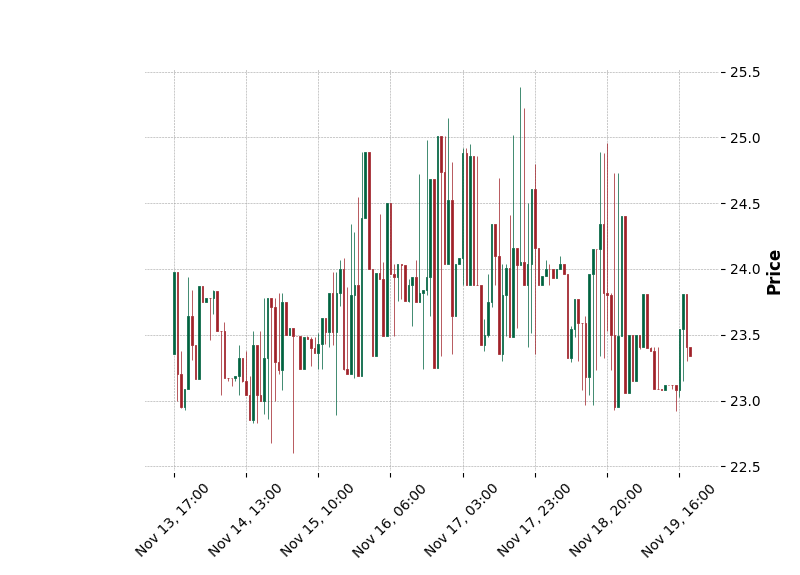 25.5
25.0
24.5
24.0
23.5
23.0
22.5
Price
Nov 13, 17:00
Nov 14, 13:00
Nov 15, 10:00
Nov 16, 06:00
Nov 17, 03:00
Nov 17, 23:00
Nov 18, 20:00
Nov 19, 16:00